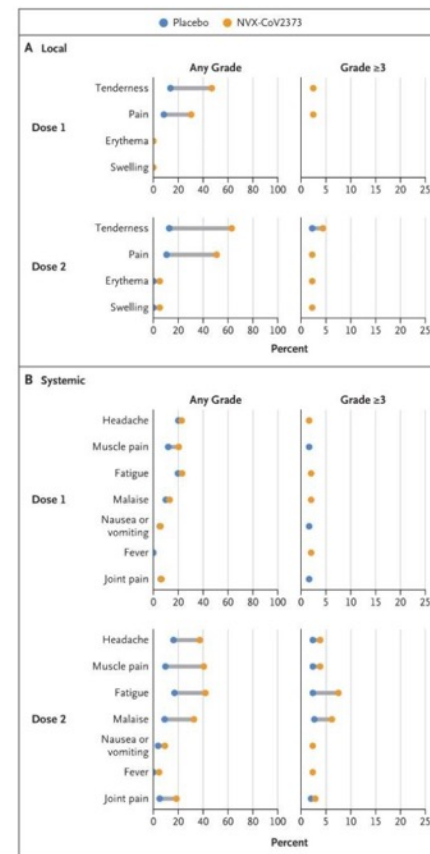 Placebo NVX-CoV2373
A Local
Any Grade Grade ≥3
Tenderness
Pain
Dose 1
Erythema
Swelling
0 20 40 60 80 100 0 5 10 15 20 25
Tenderness
Pain
Dose 2
Erythema
Swelling
0 20 40 60 80 100 0 5 10 15 20 25
Percent
B Systemic
Any Grade Grade ≥3
Headache
Muscle pain
Fatigue
Dose 1
Malaise
Nausea or
vomiting
Fever
Joint pain
0 20 40 60 80 100 0 5 10 15 20 25
Headache
Muscle pain
Fatigue
Dose 2
Malaise
Nausea or
vomiting
Fever
Joint pain
0 20 40 60 80 100 0 5 10 15 20 25
Percent